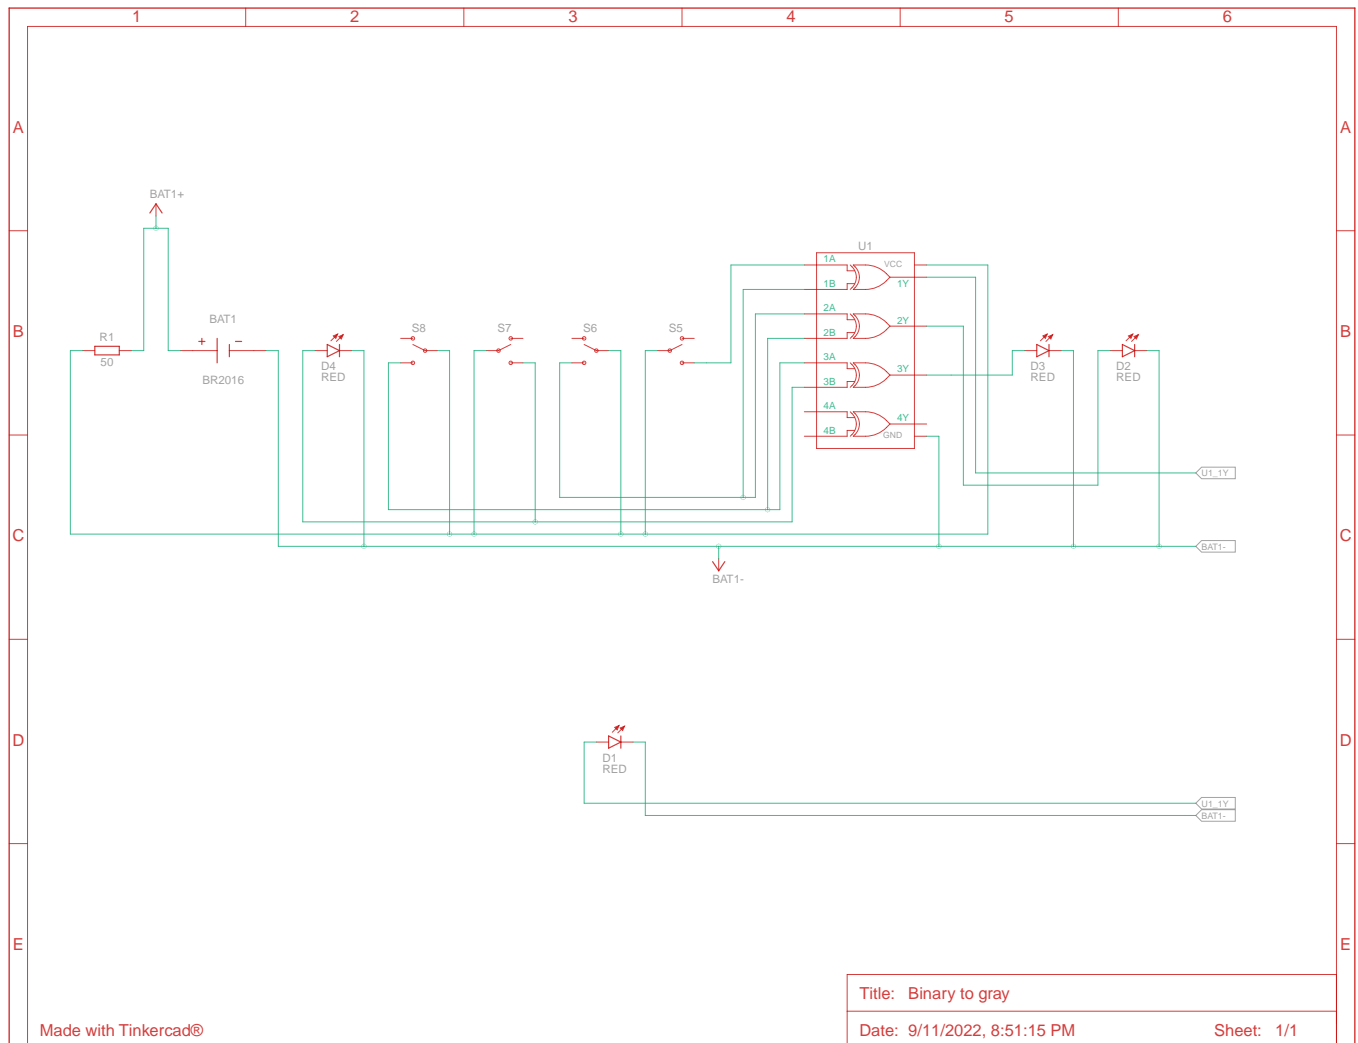 1 2 3 4 5 6
A A
BAT1+
U1
1A VCC
1B 1Y
2A
2B 2Y
3A
3B 3Y
4A
4B 4Y
GND
B B
R1
50
BAT1
+ −
BR2016
D4
RED
S8
S7
S6
S5
D3
RED
D2
RED
U1_1Y
C C
BAT1-
BAT1-
D D
D1
RED
U1_1Y
BAT1-
E E
Title: Binary to gray
Made with Tinkercad®
Date: 9/11/2022, 8:51:15 PM Sheet: 1/1